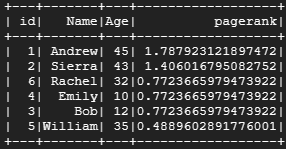 +---+-------+---+------------------+
| id|   Name|Age|          pagerank|
+---+-------+---+------------------+
|  1| Andrew| 45| 1.787923121897472|
|  2| Sierra| 43| 1.406016795082752|
|  6| Rachel| 32|0.7723665979473922|
|  4|  Emily| 10|0.7723665979473922|
|  3|    Bob| 12|0.7723665979473922|
|  5|William| 35|0.4889602891776001|
+---+-------+---+------------------+